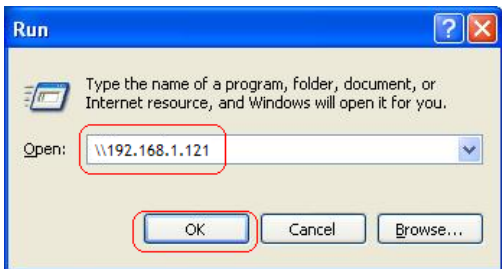 Run
Type the name of a program, folder, document, or
Internet resource, and Windows will open it for you.
Open: \\192.168.1.121
OK Cancel Browse...